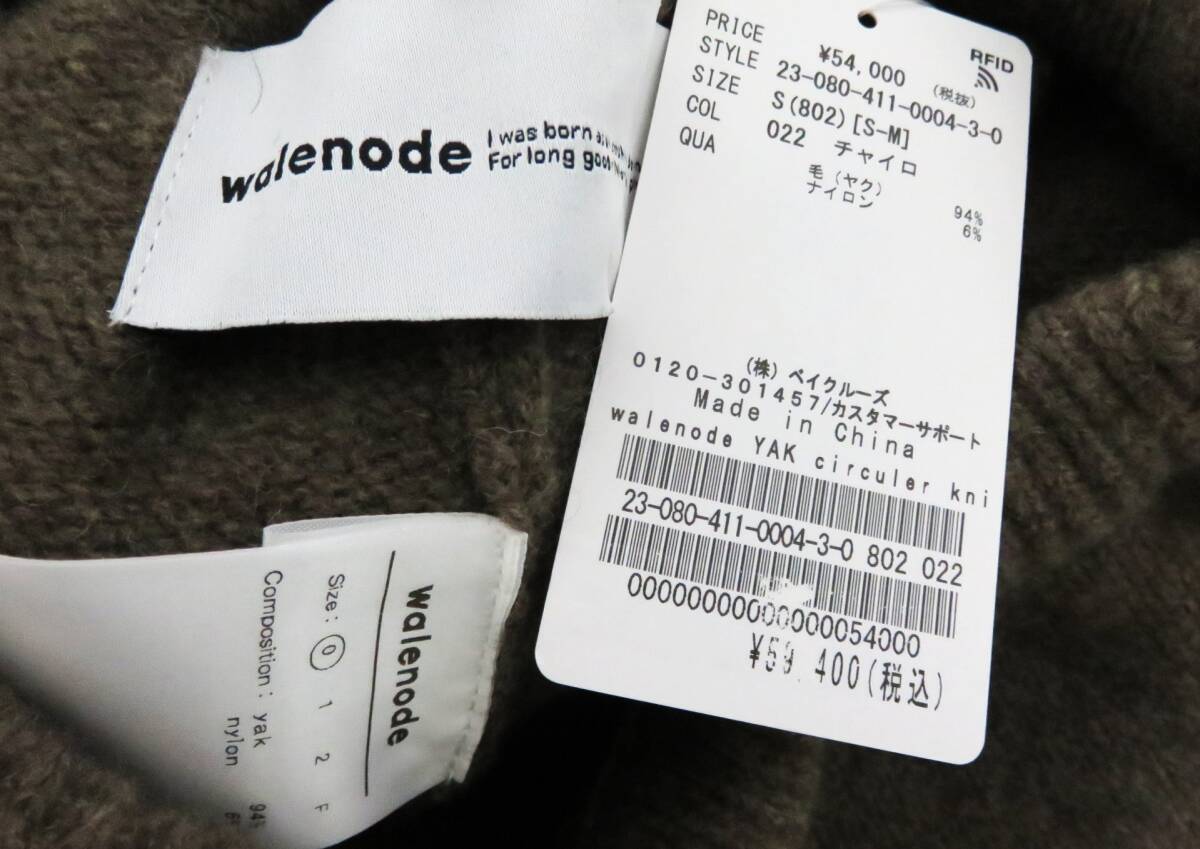 walenode
I was born
For long
PRICE ¥54,000 (税抜)
STYLE 23-080-411-0004-3-0
SIZE S(802)[S-M]
COL 022 チャイロ
QUA
毛(ヤク) 94%
ナイロン 6%
RFID
(株)ベイクルーズ
0120-301457/カスタマーサポート
Made in China
walenode YAK circuler kni
23-080-411-0004-3-0 802 022
00000000000000054000
¥59,400(税込)
walenode
Size: 0 1 2 F
Composition: yak 94%
nylon